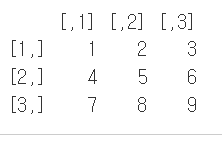 [,1] [,2] [,3]
[1,] 1 2 3
[2,] 4 5 6
[3,] 7 8 9